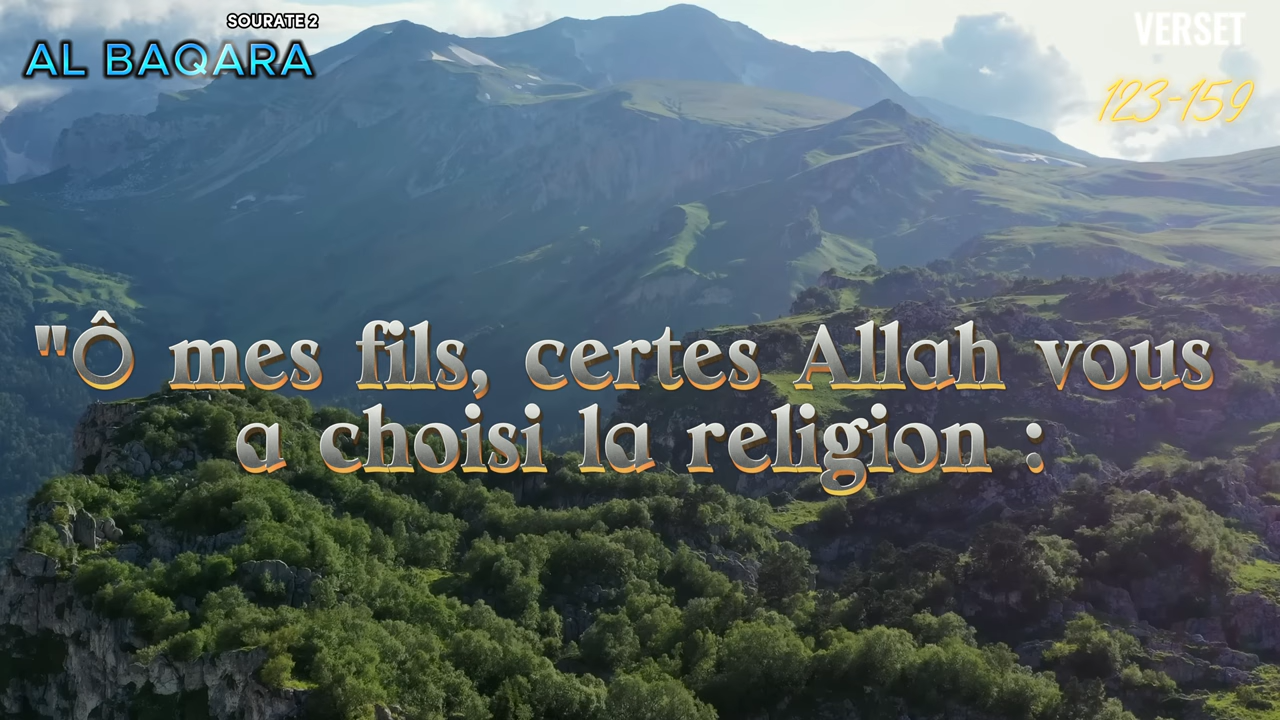 SOURATE 2
AL BAQARA
VERSET
123-159
"Ô mes fils, certes Allah vous
a choisi la religion :